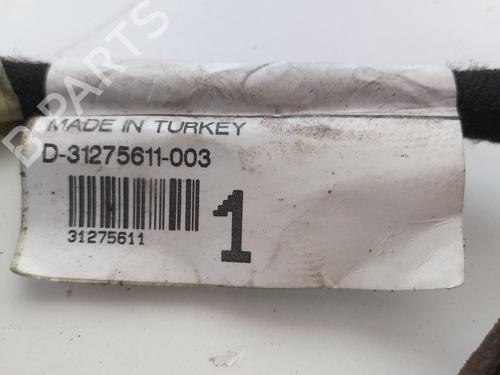 B-PARTS
MADE IN TURKEY
D-31275611-003
31275611
1